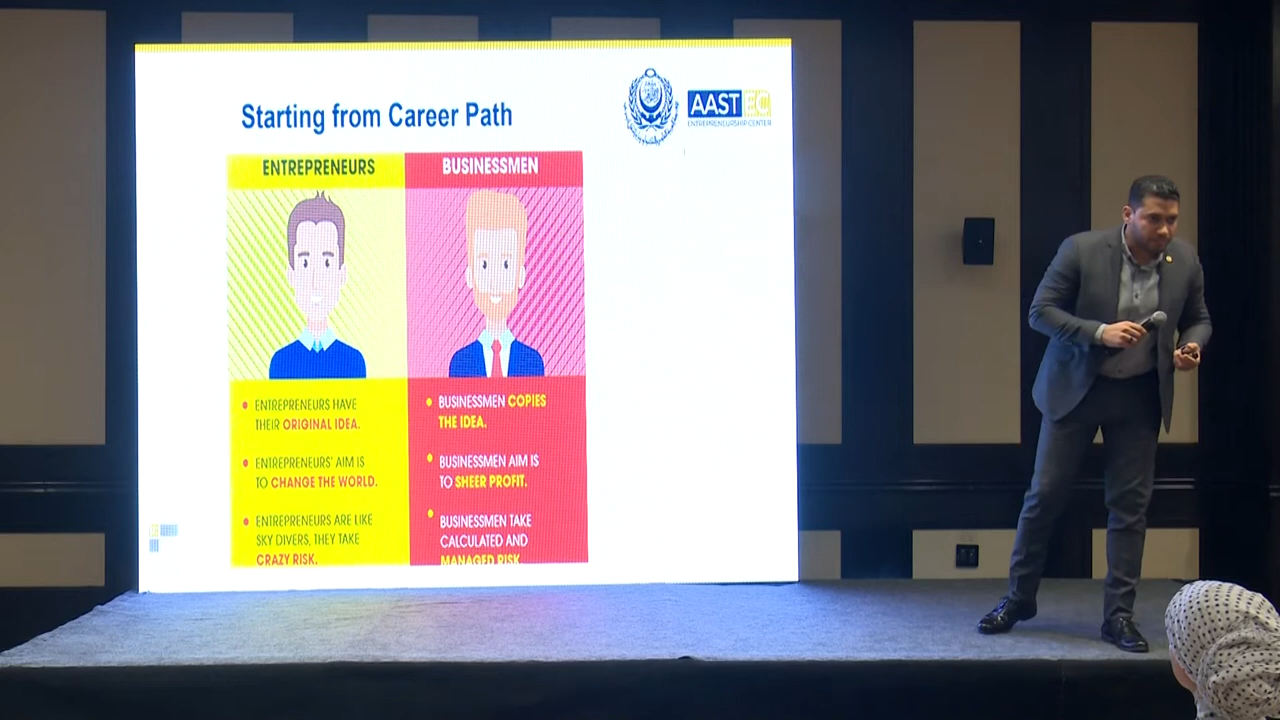 Starting from Career Path
AAST EC
ENTREPRENEURSHIP CENTER
ENTREPRENEURS
BUSINESSMEN
ENTREPRENEURS HAVE
THEIR ORIGINAL IDEA.
ENTREPRENEURS' AIM IS
TO CHANGE THE WORLD.
ENTREPRENEURS ARE LIKE
SKY DIVERS, THEY TAKE
CRAZY RISK.
BUSINESSMEN COPIES
THE IDEA.
BUSINESSMEN AIM IS
TO SHEER PROFIT.
BUSINESSMEN TAKE
CALCULATED AND
MANAGED RISK.